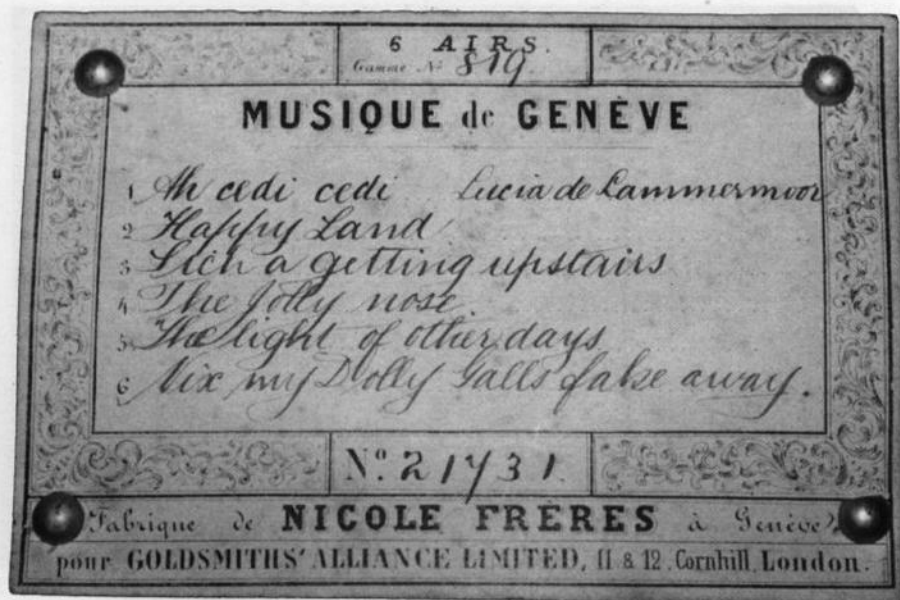 6 AIRS.
Gamme No 819
MUSIQUE de GENÈVE
1 Ah cedi cedi Lucia de Lammermoor
2 Happy Land
3 Sich a getting upstairs
4 The Jolly nose
5 The light of other days
6 Nix my Dolly Galls fake away.
No. 21731
Fabrique de NICOLE FRÈRES à Genève
pour GOLDSMITHS' ALLIANCE LIMITED, 11 & 12, Cornhill, London.